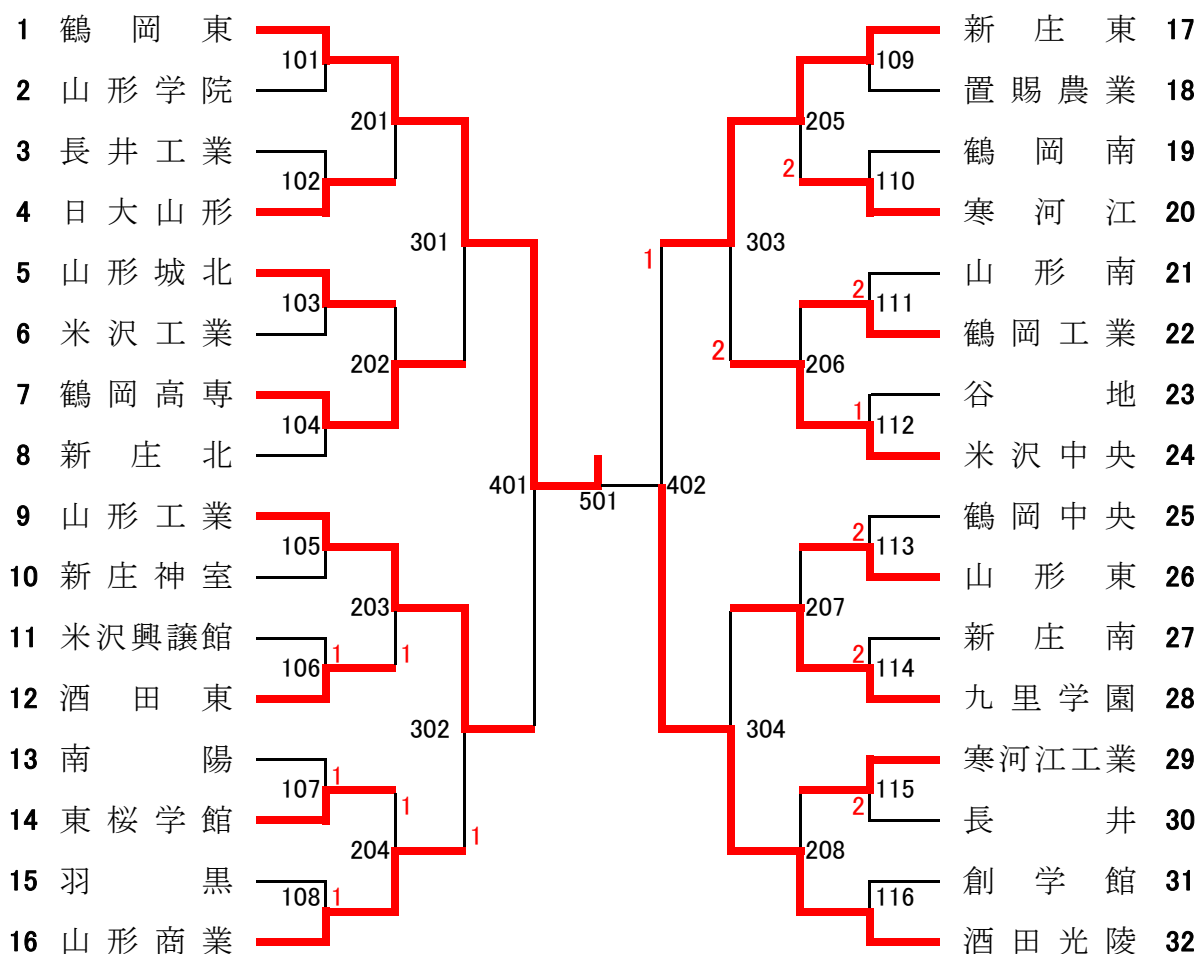 1 鶴岡東
101
2 山形学院
201
3 長井工業
102
4 日大山形
301
5 山形城北
103
6 米沢工業
202
7 鶴岡高専
104
8 新庄北
401
9 山形工業
105
10 新庄神室
203
11 米沢興譲館
106 1 1
12 酒田東
302
13 南陽
107 1
1
14 東桜学館
1
204
15 羽黒
108 1
16 山形商業
501
新庄東 17
109
置賜農業 18
205
鶴岡南 19
2 110
寒河江 20
303
1
山形南 21
2 111
鶴岡工業 22
2 206
谷地 23
1 112
米沢中央 24
402
鶴岡中央 25
2 113
山形東 26
207
新庄南 27
2 114
九里学園 28
304
寒河江工業 29
115
2
長井 30
208
創学館 31
116
酒田光陵 32